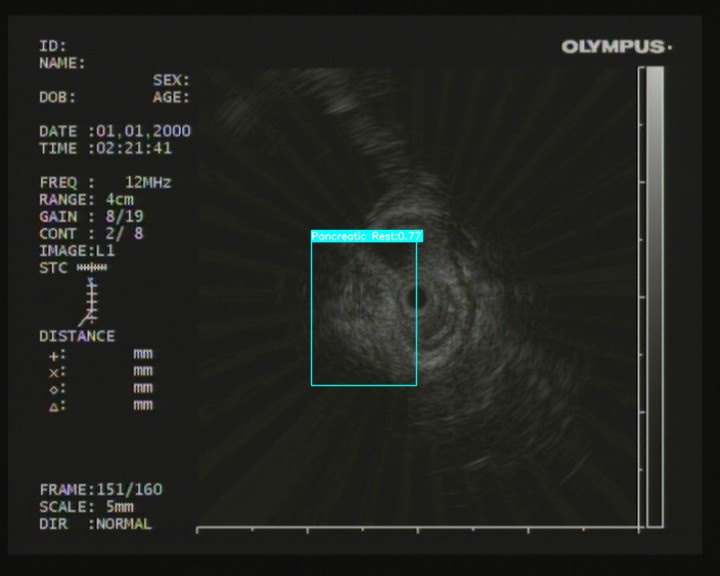 ID:
OLYMPUS
NAME:
SEX:
DOB: AGE:
DATE :01,01,2000
TIME :02:21:41
FREQ : 12MHz
RANGE: 4cm
GAIN : 8/19
CONT : 2/ 8
IMAGE:L1
STC
DISTANCE
+: mm
×: mm
◇: mm
△: mm
Pancreatic Rest:0.77
FRAME:151/160
SCALE: 5mm
DIR :NORMAL